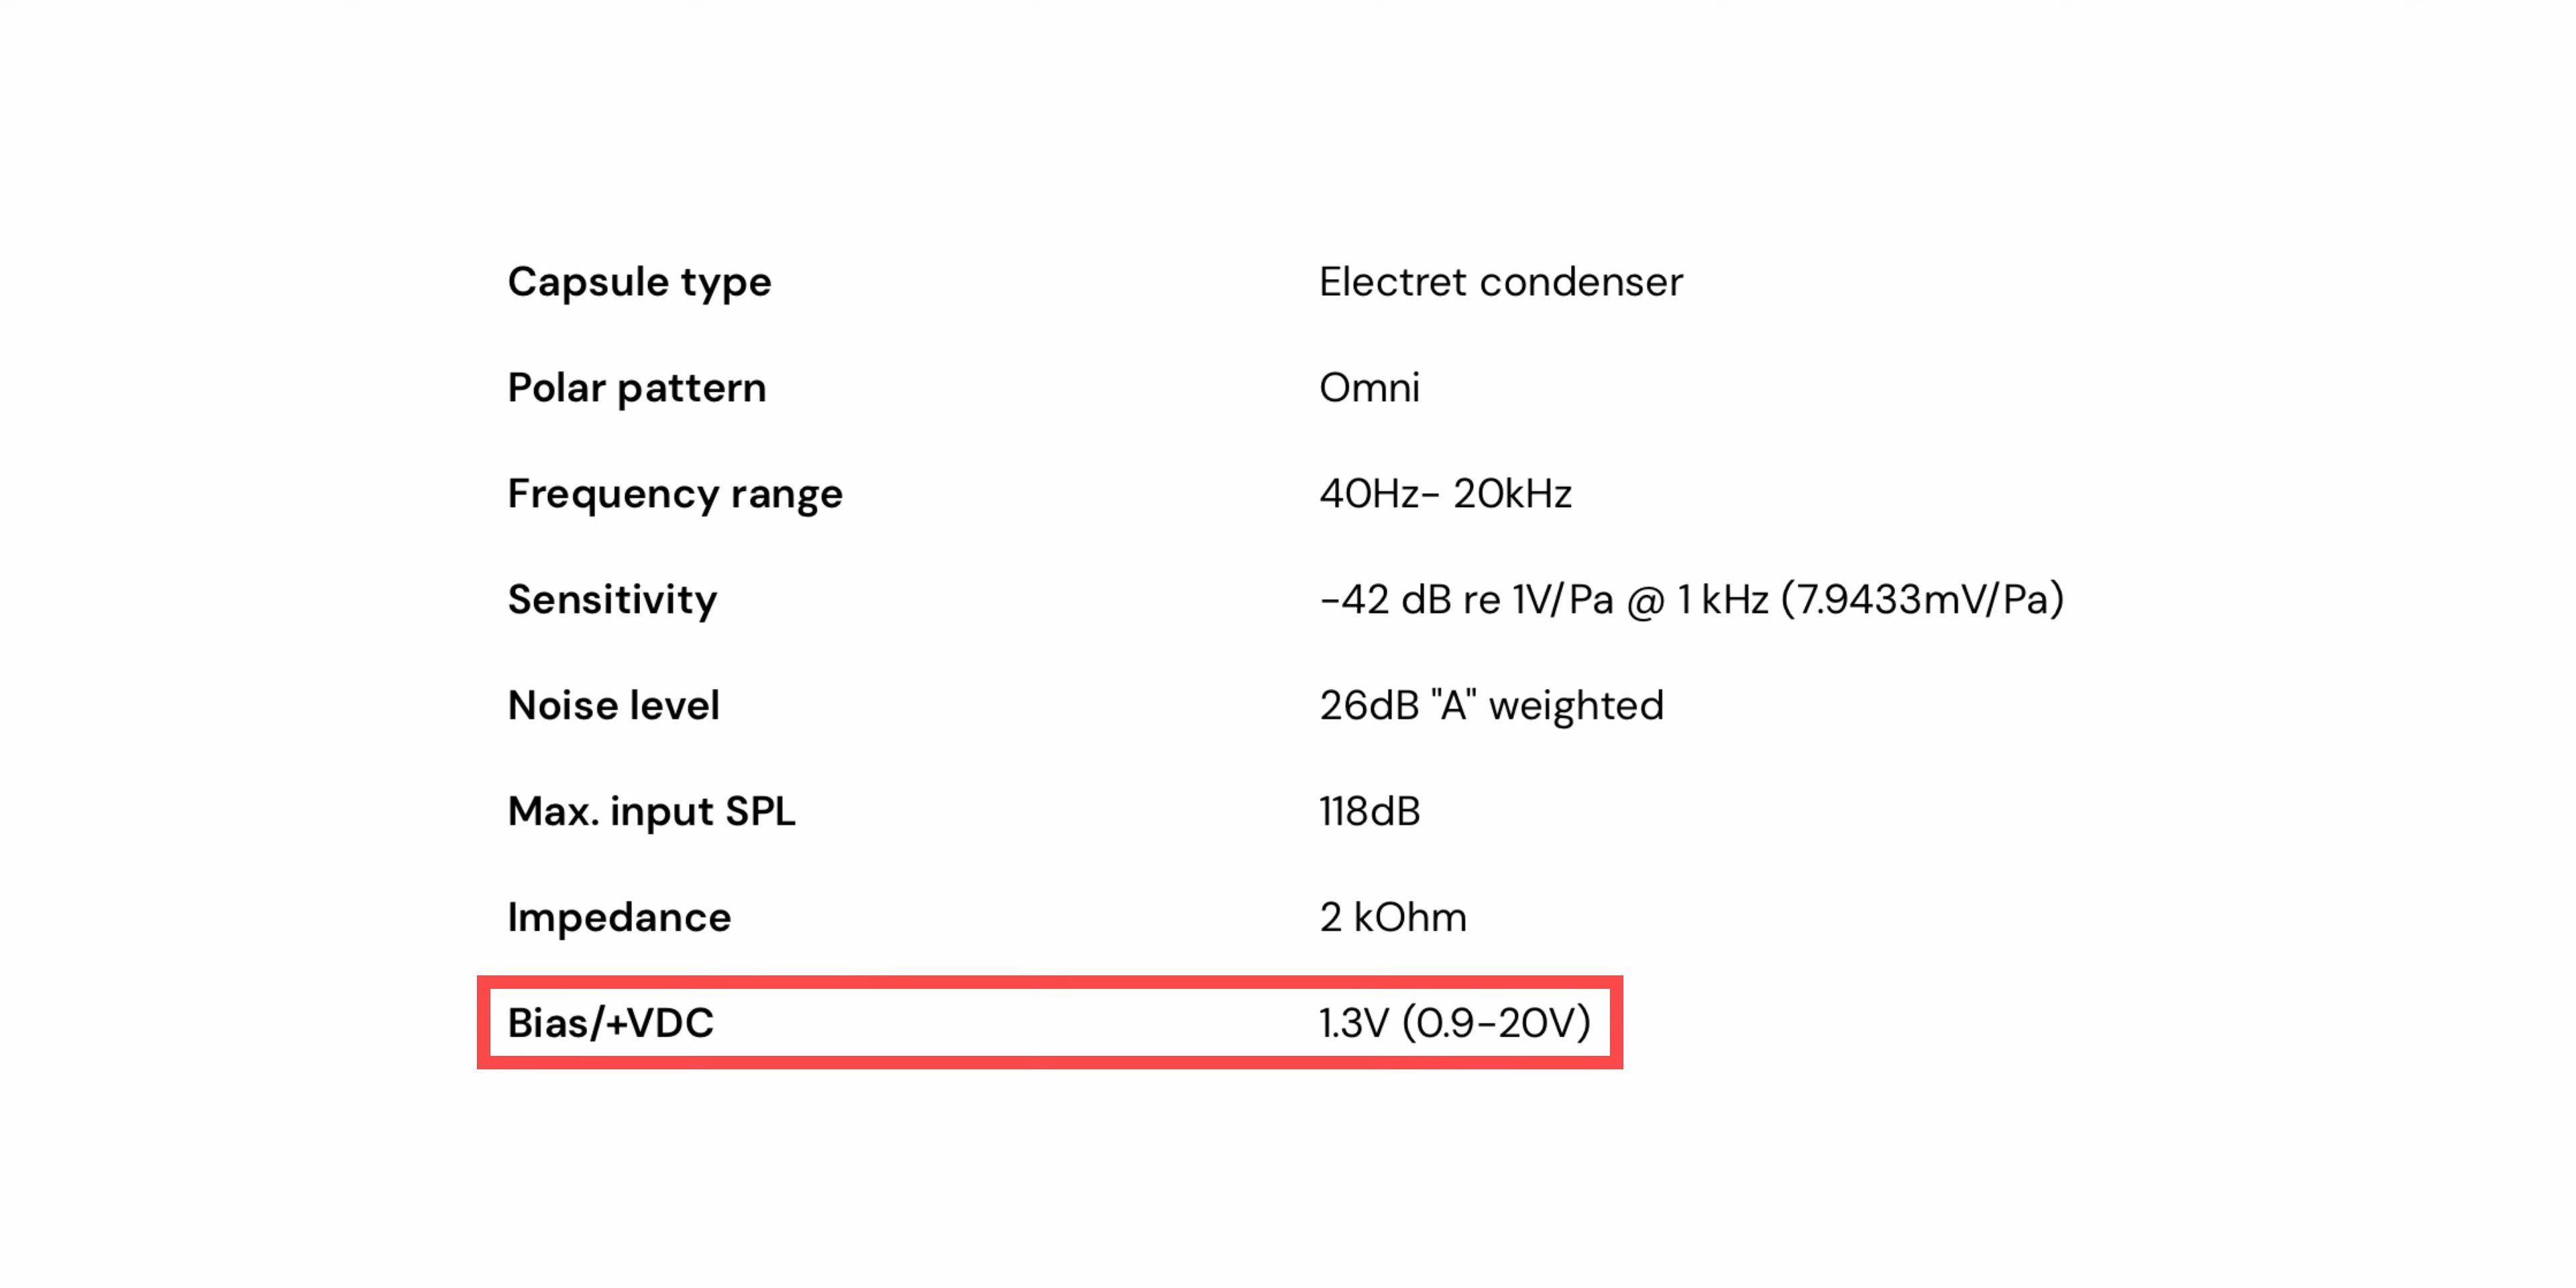 Capsule type Electret condenser
Polar pattern Omni
Frequency range 40Hz- 20kHz
Sensitivity -42 dB re 1V/Pa @ 1 kHz (7.9433mV/Pa)
Noise level 26dB "A" weighted
Max. input SPL 118dB
Impedance 2 kOhm
Bias/+VDC 1.3V (0.9-20V)